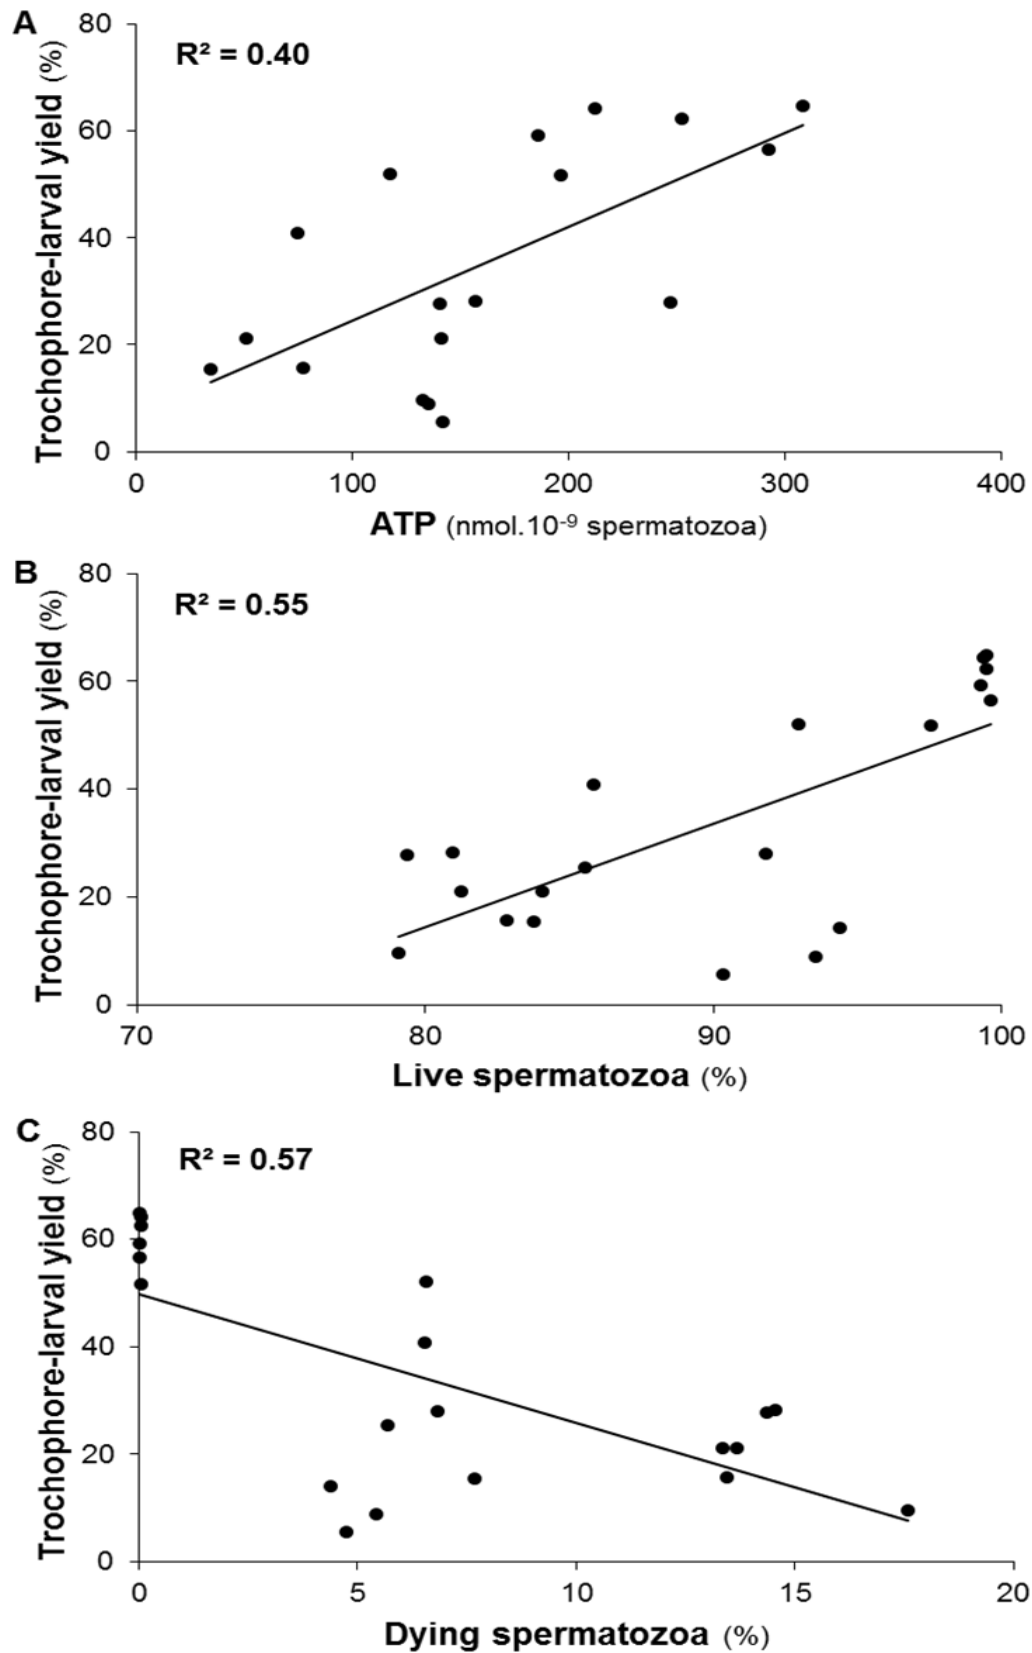 A
R² = 0.40
Trochophore-larval yield (%)
80
60
40
20
0
0 100 200 300 400
ATP (nmol.10⁻⁹ spermatozoa)
B
R² = 0.55
Trochophore-larval yield (%)
80
60
40
20
0
70 80 90 100
Live spermatozoa (%)
C
R² = 0.57
Trochophore-larval yield (%)
80
60
40
20
0
0 5 10 15 20
Dying spermatozoa (%)